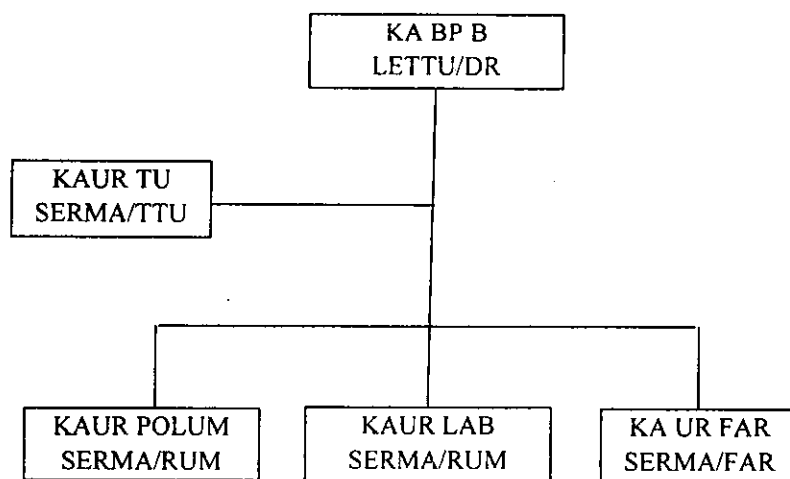 KA BP B
LETTU/DR
KAUR TU
SERMA/TTU
KAUR POLUM
SERMA/RUM
KAUR LAB
SERMA/RUM
KA UR FAR
SERMA/FAR